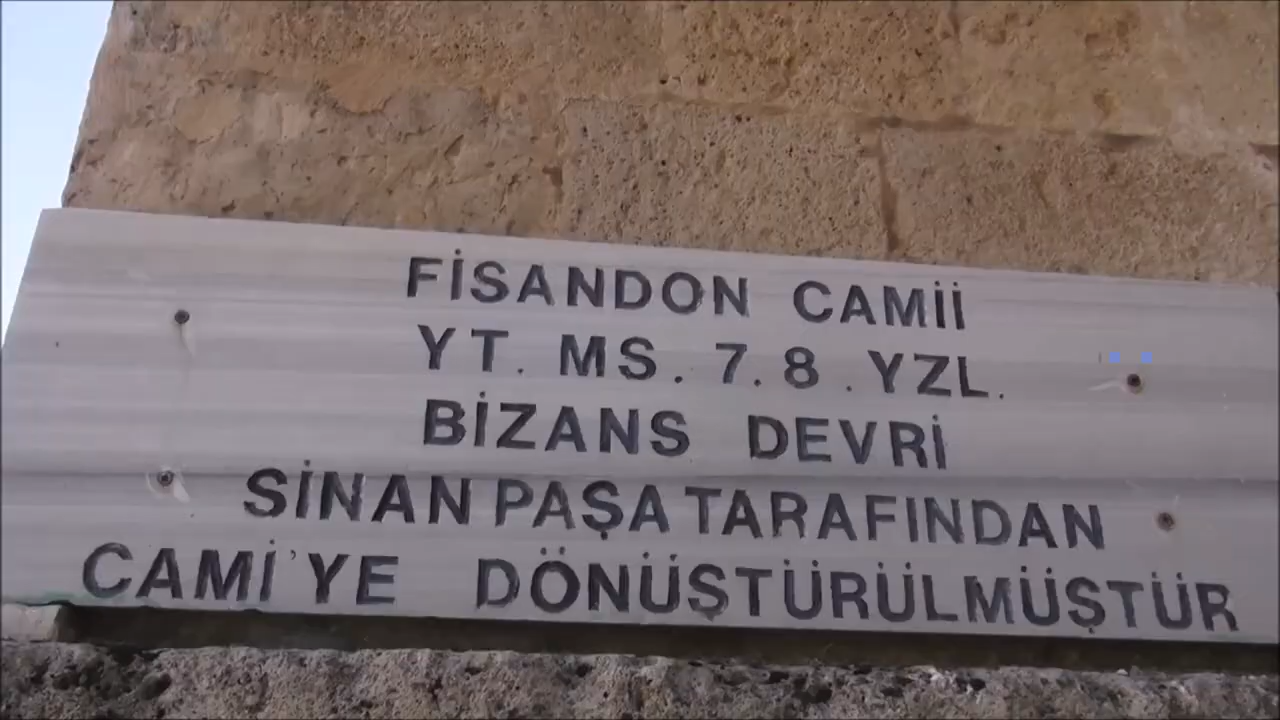 FİSANDON CAMİİ
YT. MS. 7.8.YZL.
BİZANS DEVRİ
SİNAN PAŞA TARAFINDAN
CAMİ'YE DÖNÜŞTÜRÜLMÜŞTÜR